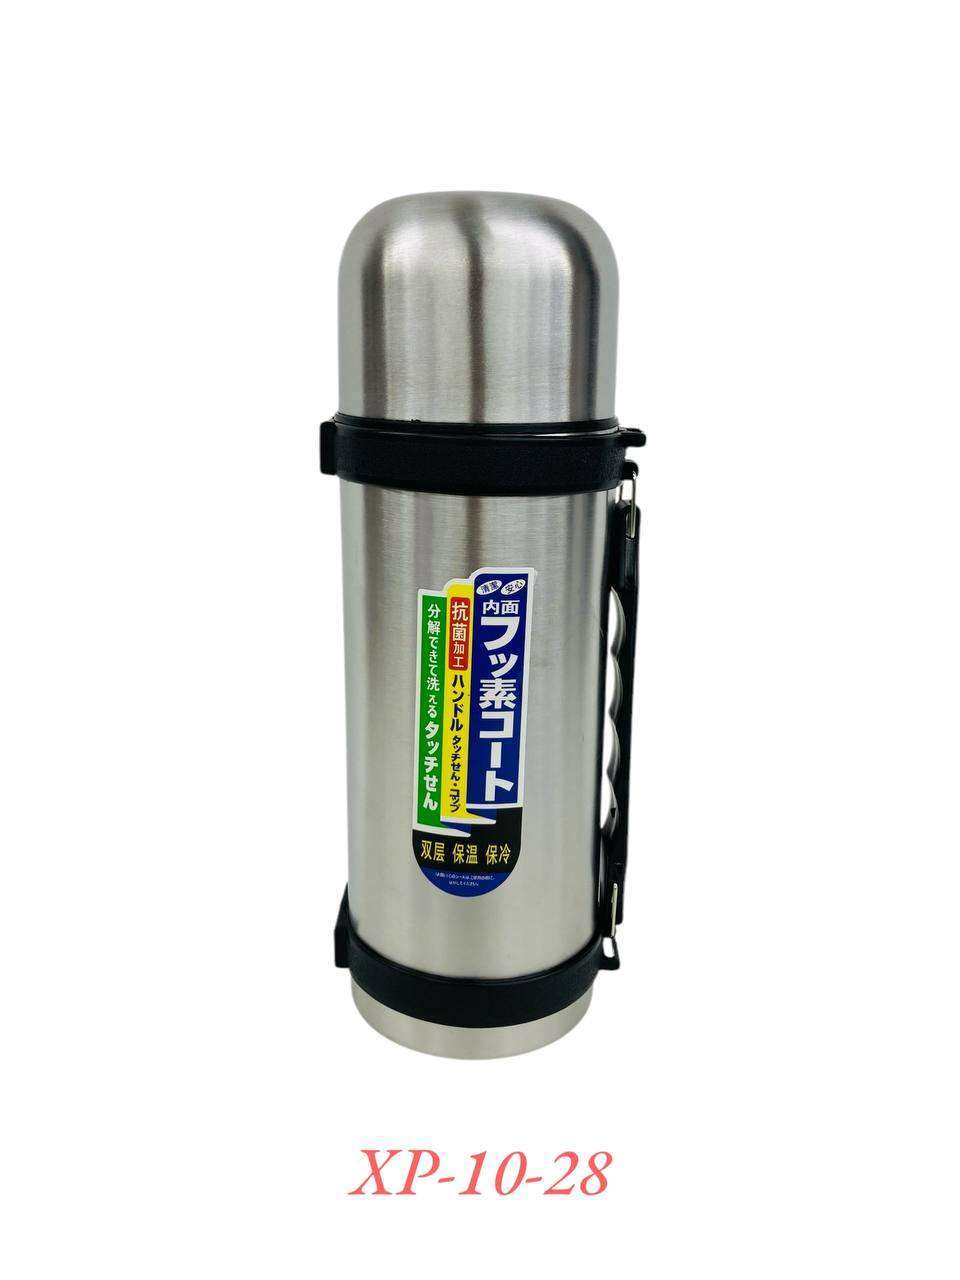 清潔 安心
内面
フッ素コート
抗菌加工
ハンドル タッチせん・コップ
分解できて洗える タッチせん
双层 保温 保冷
XP-10-28